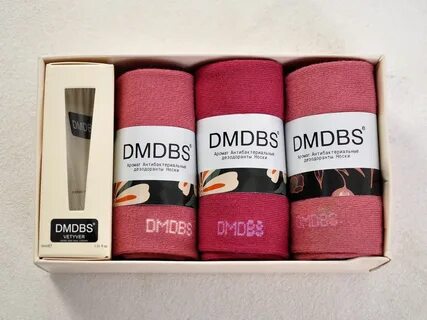 DMDBS
DMDBS®
VETYVER
DMDBS®
Аромат Антибактериальные
дезодоранты Носки
DMDBS
DMDBS®
Аромат Антибактериальные
дезодоранты Носки
DMDBS
DMDBS®
Аромат Антибактериальные
дезодоранты Носки
DMDBS